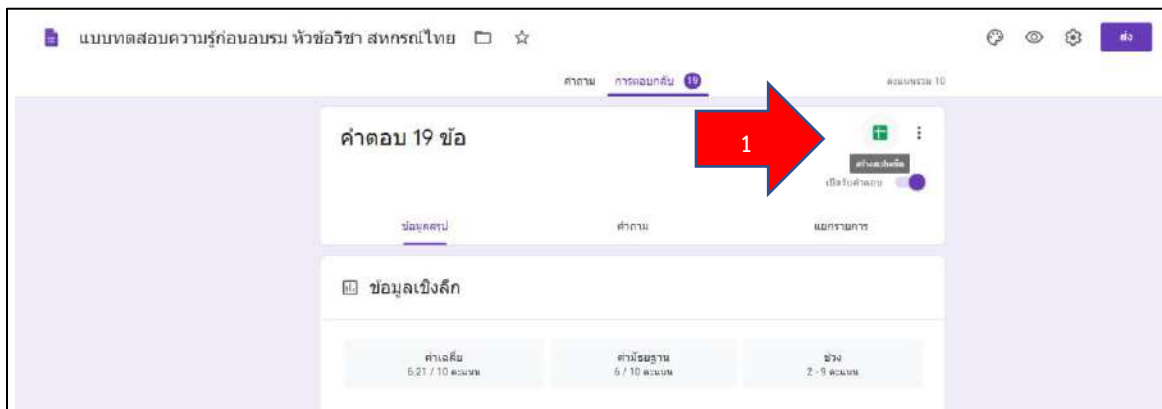 แบบทดสอบความรู้ก่อนอบรม หัวข้อวิชา สหกรณ์ไทย
ส่ง
คำถาม การตอบกลับ 19 คะแนนรวม 10
คำตอบ 19 ข้อ
1
สร้างสเปรดชีต
เปิดรับคำตอบ
ข้อมูลสรุป คำถาม แยกรายการ
ข้อมูลเชิงลึก
ค่าเฉลี่ย ค่ามัธยฐาน ช่วง
6.21 / 10 คะแนน 6 / 10 คะแนน 2 - 9 คะแนน